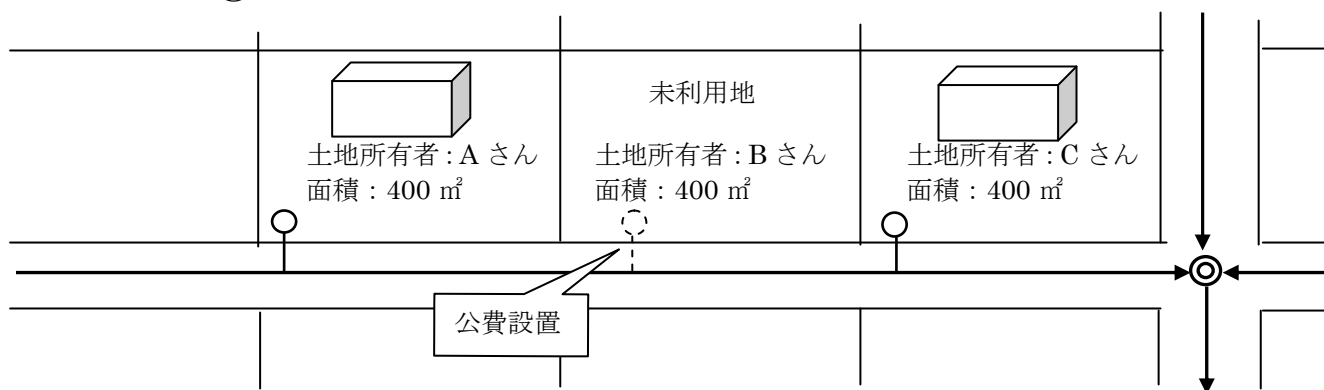 未利用地
土地所有者：A さん
面積：400 ㎡
土地所有者：B さん
面積：400 ㎡
土地所有者：C さん
面積：400 ㎡
公費設置